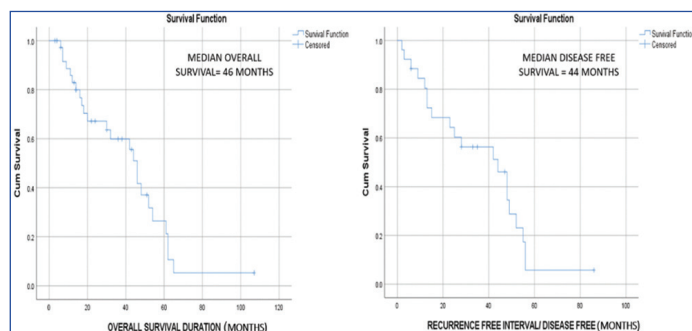 Survival Function
Survival Function
Censored
MEDIAN OVERALL
SURVIVAL= 46 MONTHS
Cum Survival
1.0
0.8
0.6
0.4
0.2
0.0
0
20
40
60
80
100
120
OVERALL SURVIVAL DURATION (MONTHS)
Survival Function
Survival Function
Censored
MEDIAN DISEASE FREE
SURVIVAL = 44 MONTHS
Cum Survival
1.0
0.8
0.6
0.4
0.2
0.0
0
20
40
60
80
100
RECURRENCE FREE INTERVAL/ DISEASE FREE (MONTHS)